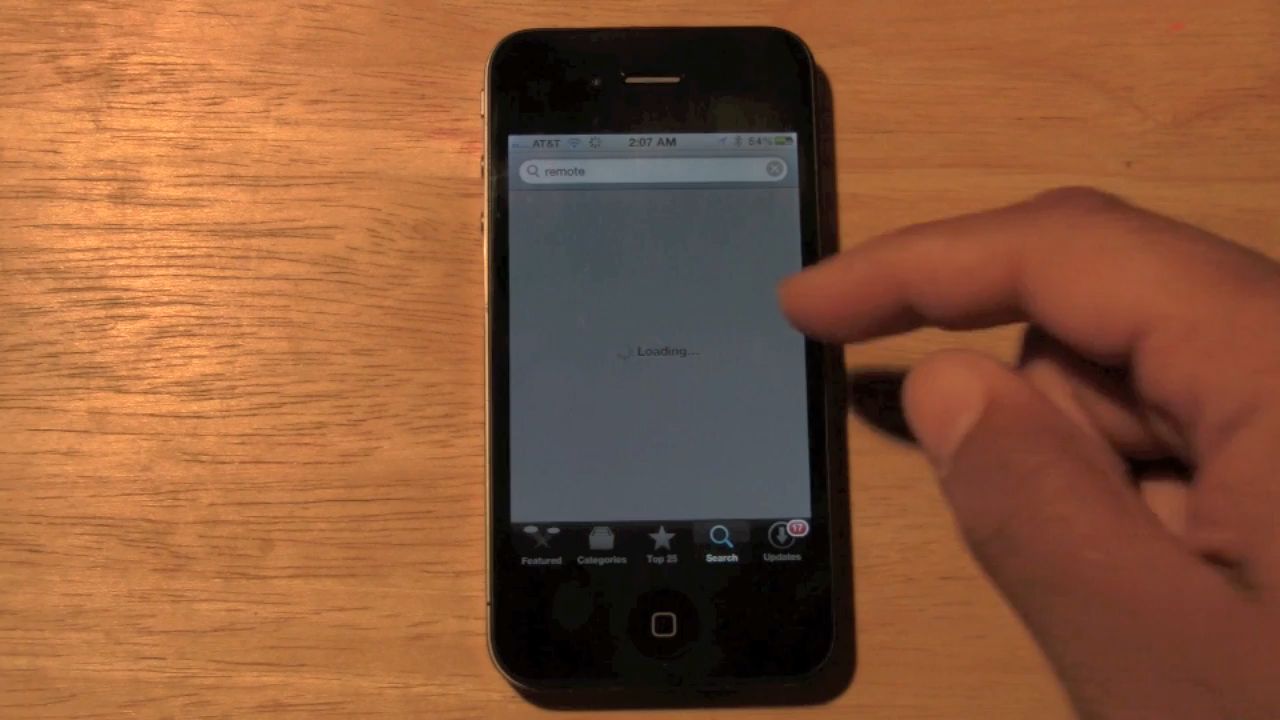 AT&T 2:07 AM 54%
remote
Loading...
17
Featured Categories Top 25 Search Updates